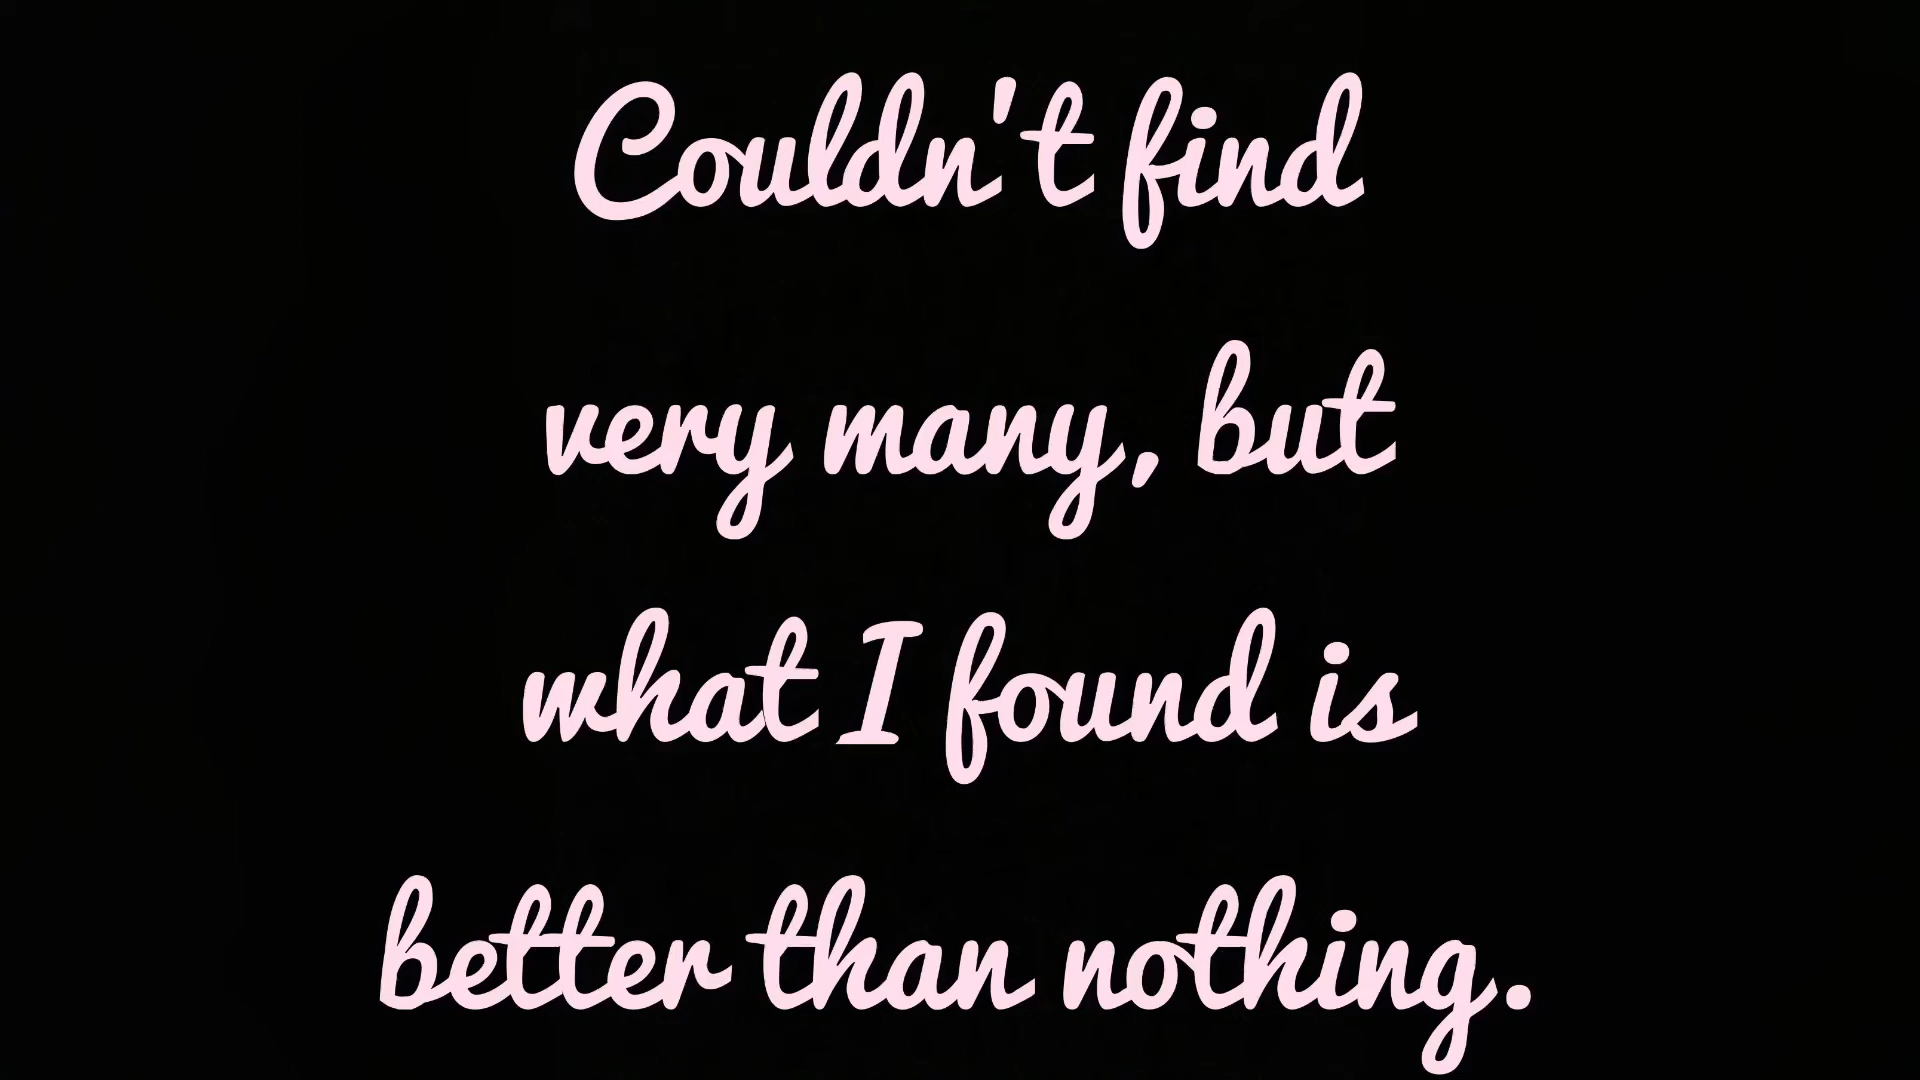 Couldn't find
very many, but
what I found is
better than nothing.